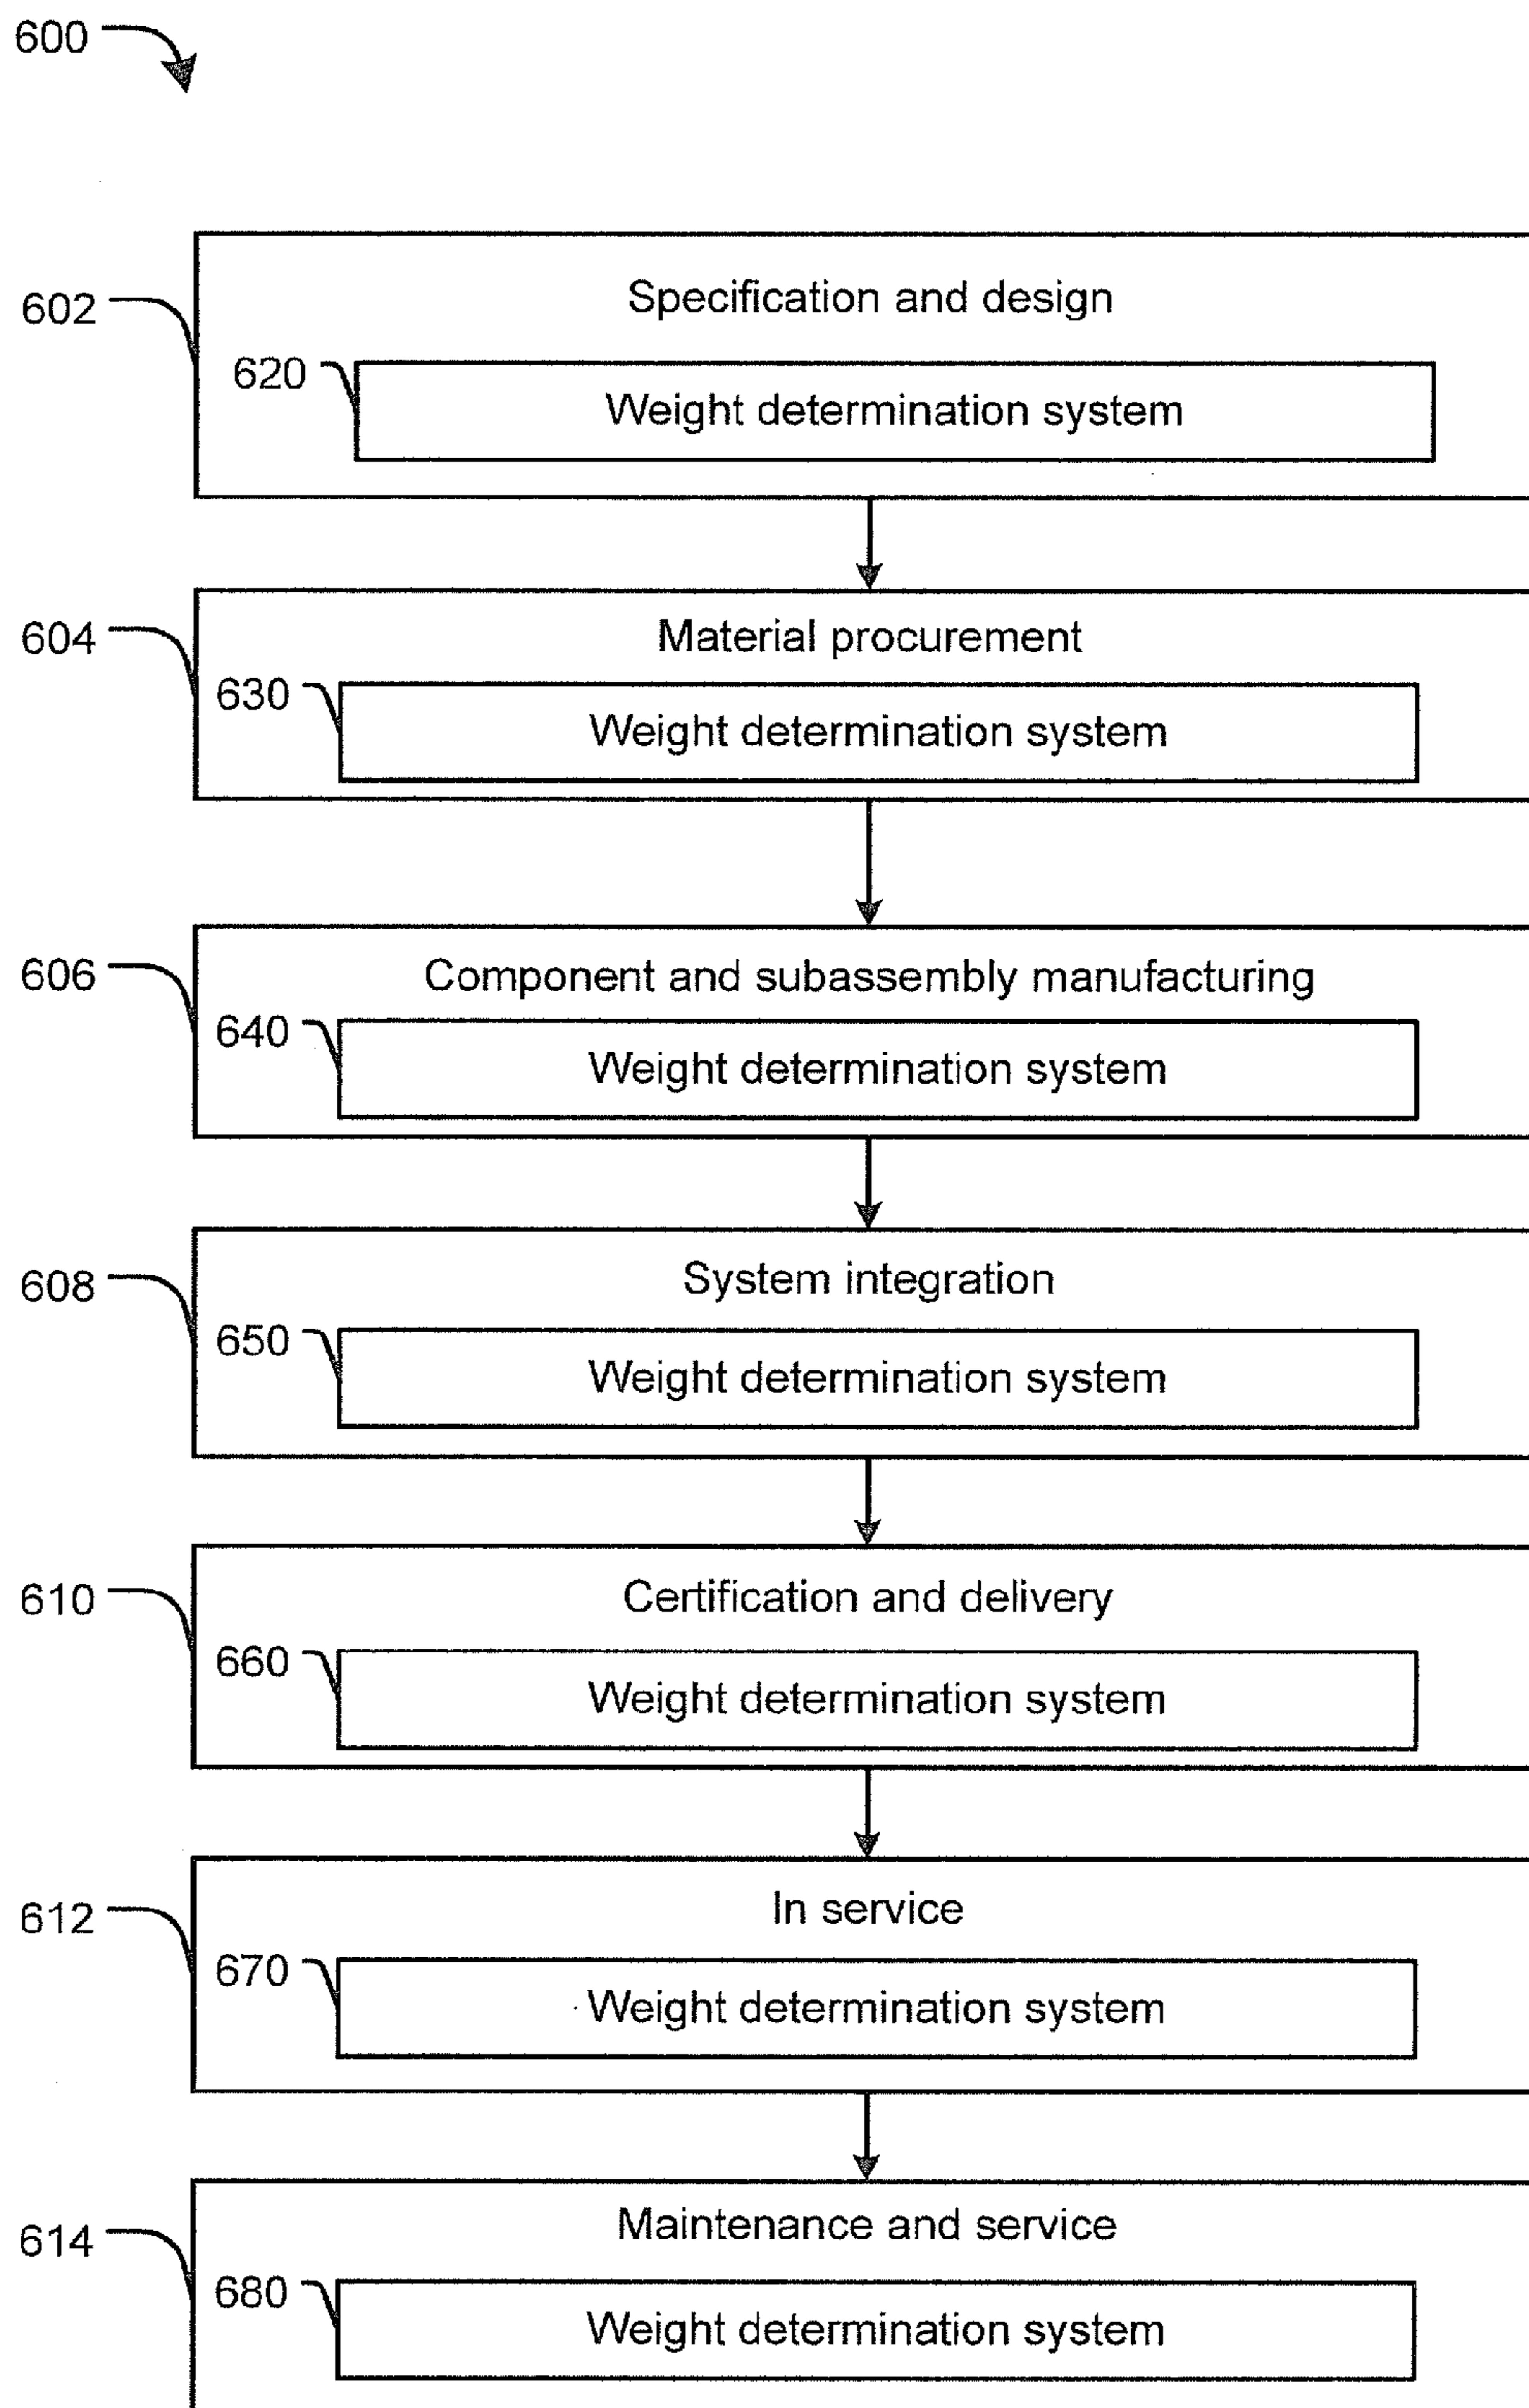 600
602
Specification and design
620
Weight determination system
604
Material procurement
630
Weight determination system
606
Component and subassembly manufacturing
640
Weight determination system
608
System integration
650
Weight determination system
610
Certification and delivery
660
Weight determination system
612
In service
670
Weight determination system
614
Maintenance and service
680
Weight determination system